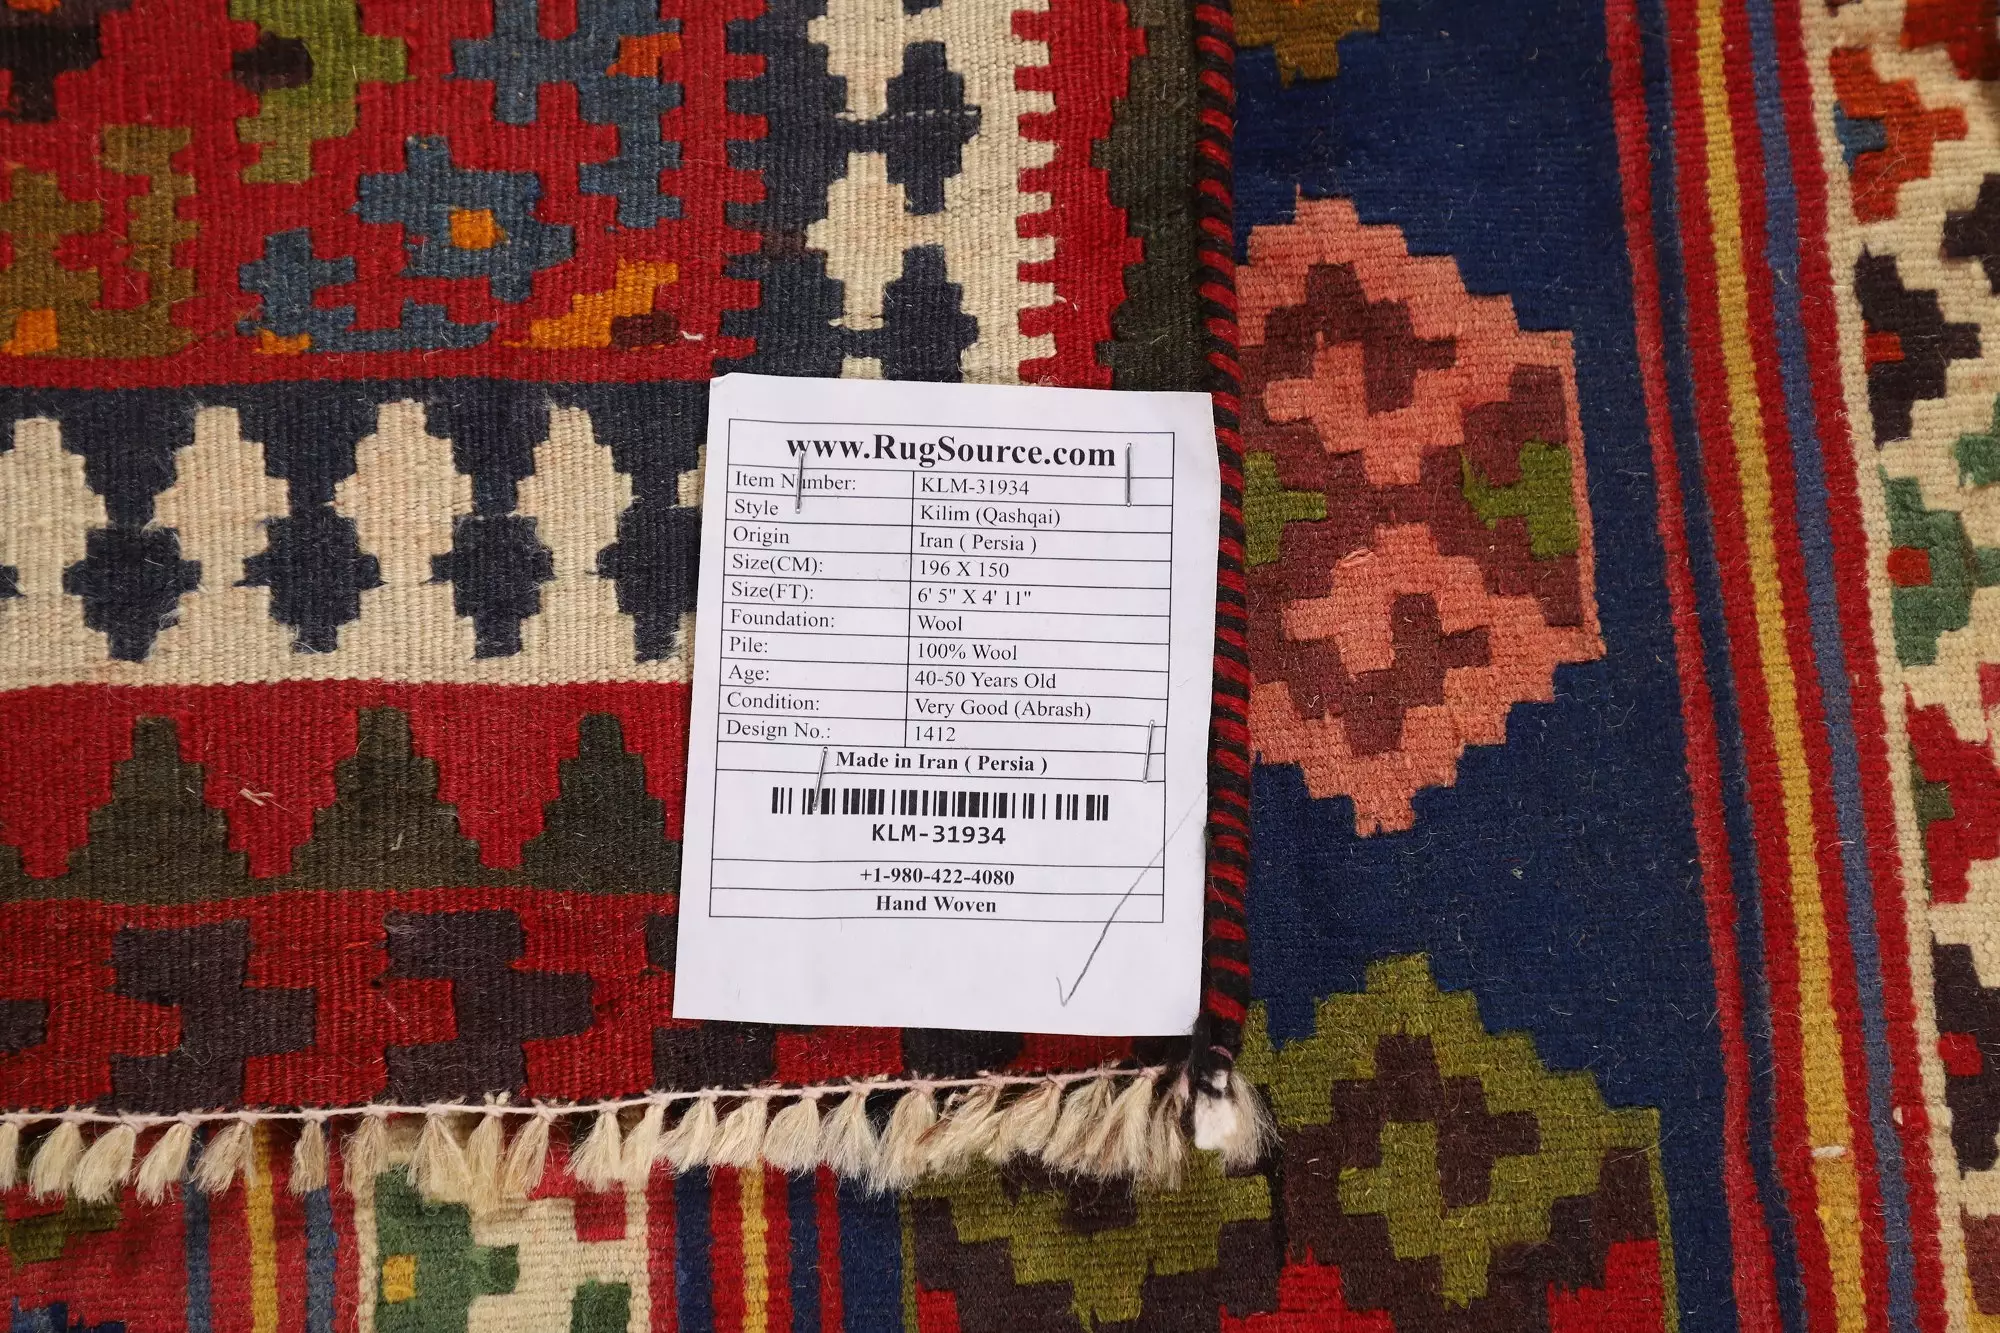 www.RugSource.com
Item Number: KLM-31934
Style Kilim (Qashqai)
Origin Iran ( Persia )
Size(CM): 196 X 150
Size(FT): 6' 5" X 4' 11"
Foundation: Wool
Pile: 100% Wool
Age: 40-50 Years Old
Condition: Very Good (Abrash)
Design No.: 1412
Made in Iran ( Persia )
KLM-31934
+1-980-422-4080
Hand Woven